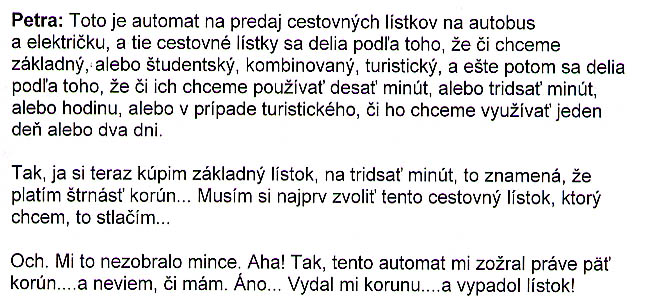 Petra: Toto je automat na predaj cestovných lístkov na autobus
a električku, a tie cestovné lístky sa delia podľa toho, že či chceme
základný, alebo študentský, kombinovaný, turistický, a ešte potom sa delia
podľa toho, že či ich chceme používať desať minút, alebo tridsať minút,
alebo hodinu, alebo v prípade turistického, či ho chceme využívať jeden
deň alebo dva dni.
Tak, ja si teraz kúpim základný lístok, na tridsať minút, to znamená, že
platím štrnásť korún... Musím si najprv zvoliť tento cestovný lístok, ktorý
chcem, to stlačím...
Och. Mi to nezobralo mince. Aha! Tak, tento automat mi zožral práve päť
korún....a neviem, či mám. Áno... Vydal mi korunu....a vypadol lístok!